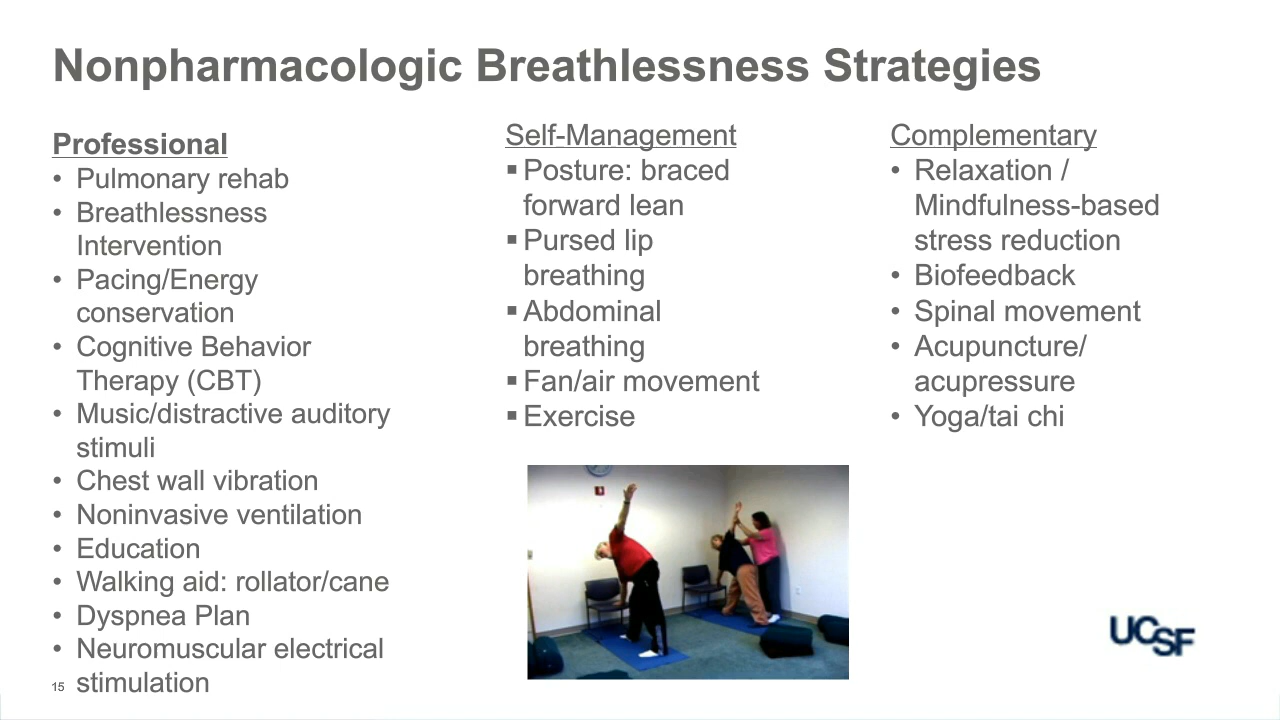 Nonpharmacologic Breathlessness Strategies
Professional
• Pulmonary rehab
• Breathlessness
Intervention
• Pacing/Energy
conservation
• Cognitive Behavior
Therapy (CBT)
• Music/distractive auditory
stimuli
• Chest wall vibration
• Noninvasive ventilation
• Education
• Walking aid: rollator/cane
• Dyspnea Plan
• Neuromuscular electrical
stimulation
Self-Management
▪ Posture: braced
forward lean
▪ Pursed lip
breathing
▪ Abdominal
breathing
▪ Fan/air movement
▪ Exercise
Complementary
• Relaxation /
Mindfulness-based
stress reduction
• Biofeedback
• Spinal movement
• Acupuncture/
acupressure
• Yoga/tai chi
UCSF
15